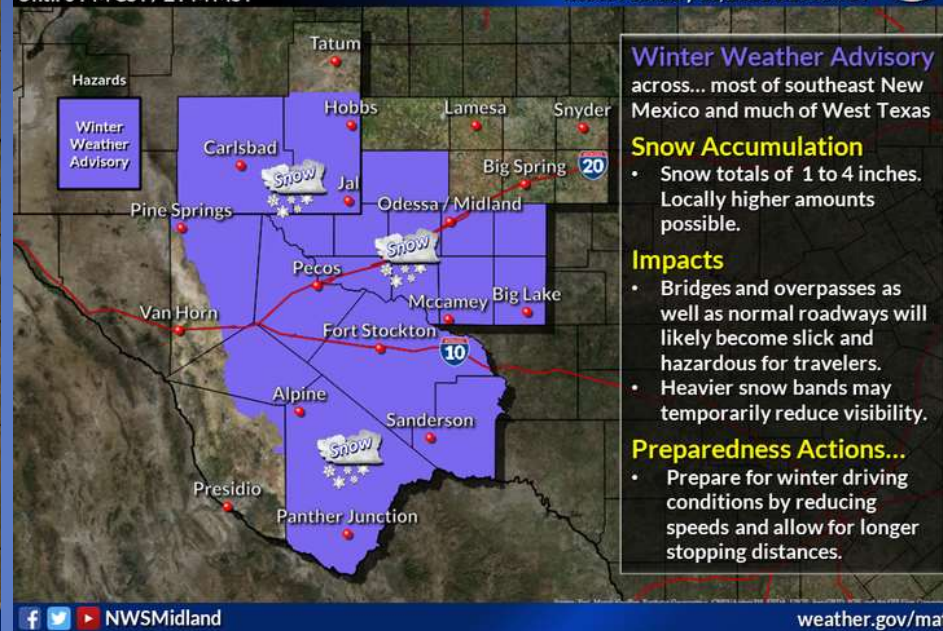 Hazards
Winter
Weather
Advisory
Tatum
Hobbs
Lamesa
Snyder
Carlsbad
Snow
Jal
Big Spring
20
Pine Springs
Odessa / Midland
Snow
Pecos
Van Horn
Mccamey
Big Lake
Fort Stockton
10
Alpine
Sanderson
Snow
Presidio
Panther Junction
Winter Weather Advisory
across... most of southeast New
Mexico and much of West Texas
Snow Accumulation
• Snow totals of 1 to 4 inches.
Locally higher amounts
possible.
Impacts
• Bridges and overpasses as
well as normal roadways will
likely become slick and
hazardous for travelers.
• Heavier snow bands may
temporarily reduce visibility.
Preparedness Actions...
• Prepare for winter driving
conditions by reducing
speeds and allow for longer
stopping distances.
NWSMidland
weather.gov/maf